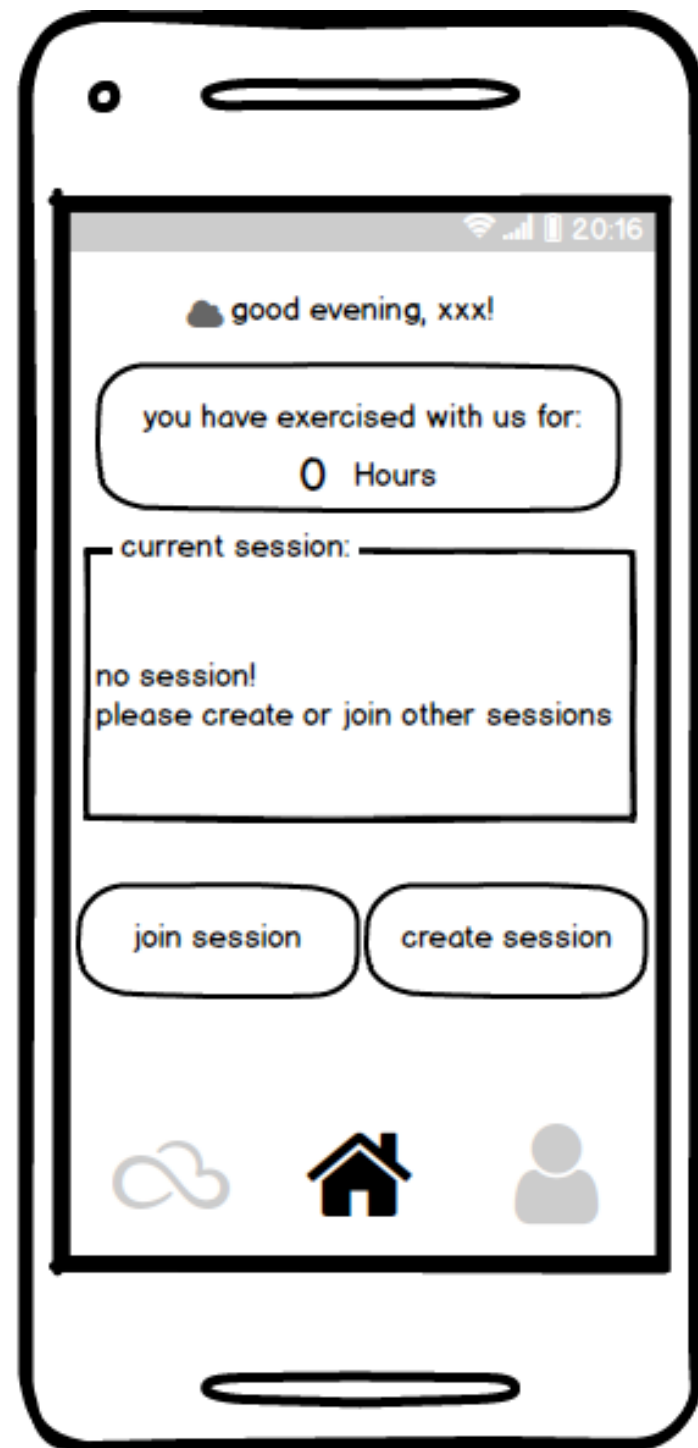 20:16
good evening, xxx!
you have exercised with us for:
0 Hours
current session:
no session!
please create or join other sessions
join session
create session